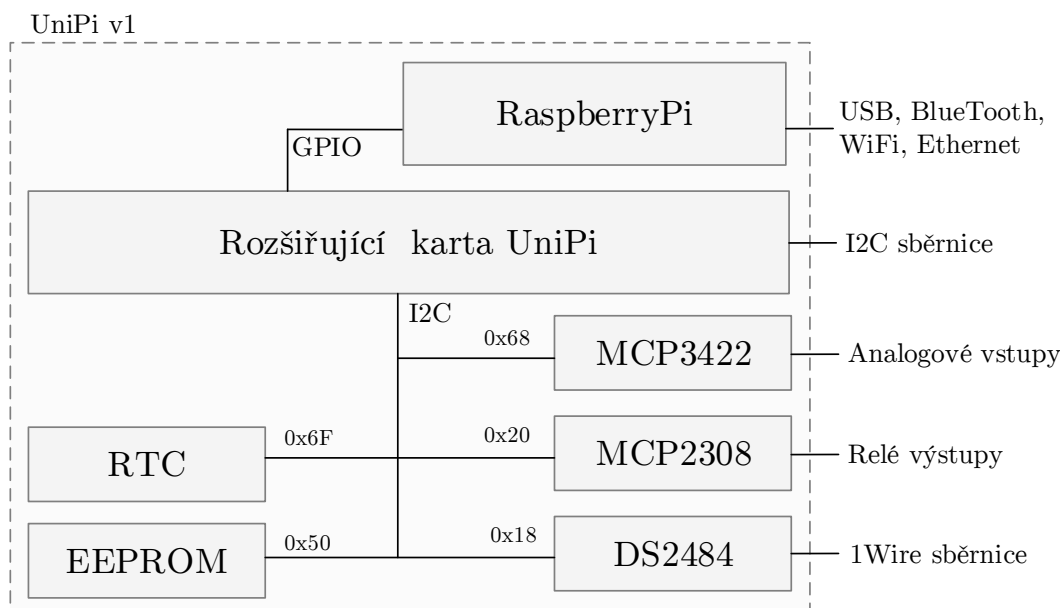 UniPi v1
RaspberryPi
USB, BlueTooth,
WiFi, Ethernet
GPIO
Rozšiřující karta UniPi
I2C sběrnice
I2C
0x68
MCP3422
Analogové vstupy
RTC
0x6F
0x20
MCP2308
Relé výstupy
EEPROM
0x50
0x18
DS2484
1Wire sběrnice